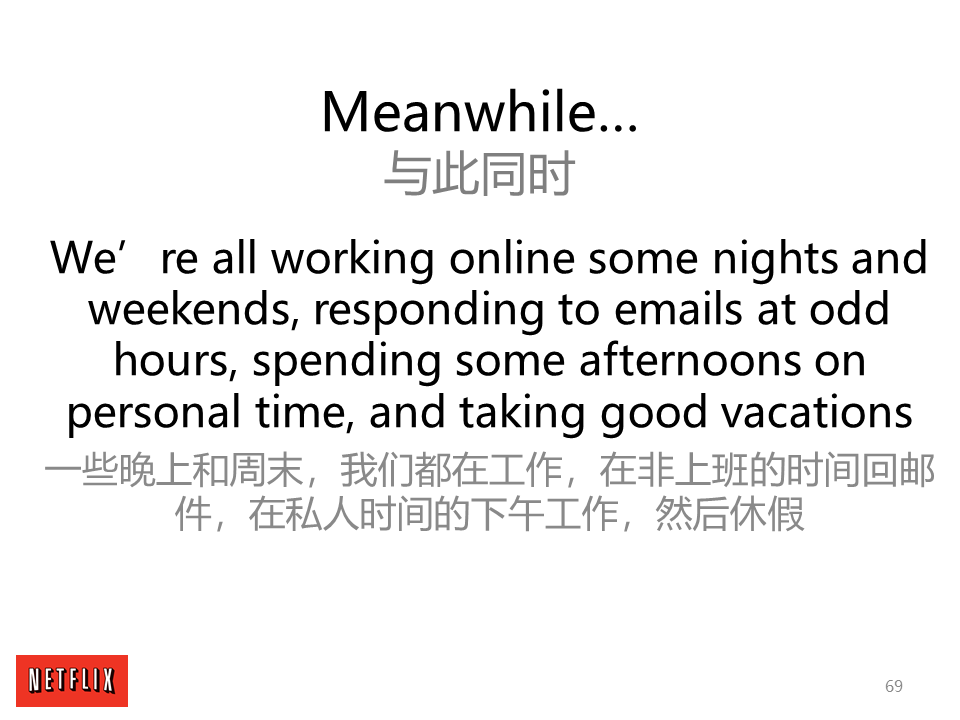 Meanwhile…
与此同时
We’re all working online some nights and
weekends, responding to emails at odd
hours, spending some afternoons on
personal time, and taking good vacations
一些晚上和周末，我们都在工作，在非上班的时间回邮
件，在私人时间的下午工作，然后休假
NETFLIX
69